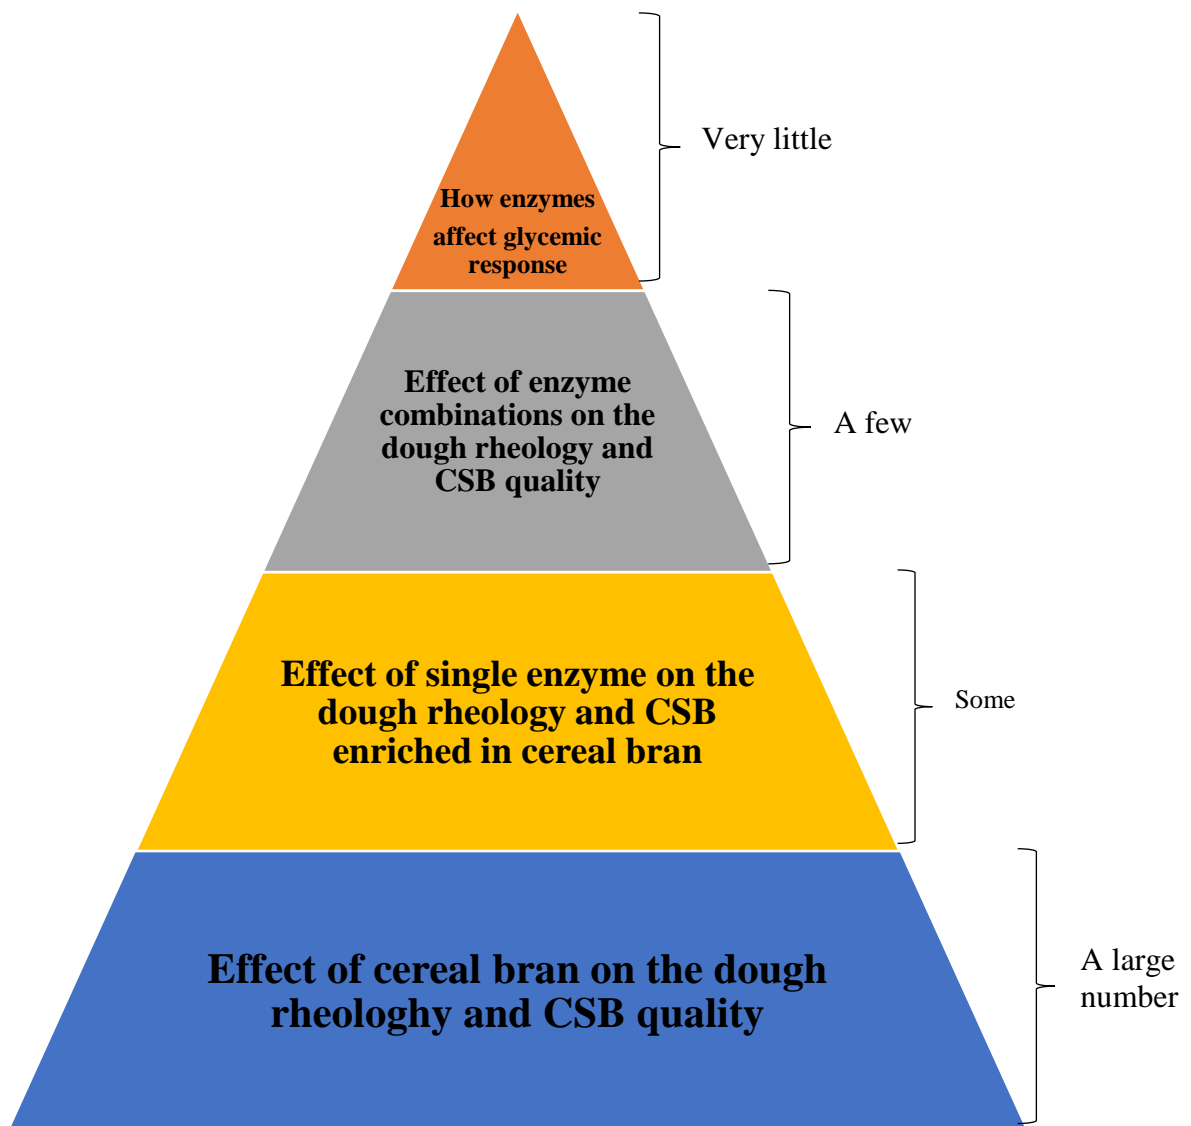 Very little
How enzymes
affect glycemic
response
Effect of enzyme
combinations on the
dough rheology and
CSB quality
A few
Effect of single enzyme on the
dough rheology and CSB
enriched in cereal bran
Some
Effect of cereal bran on the dough
rheologhy and CSB quality
A large
number